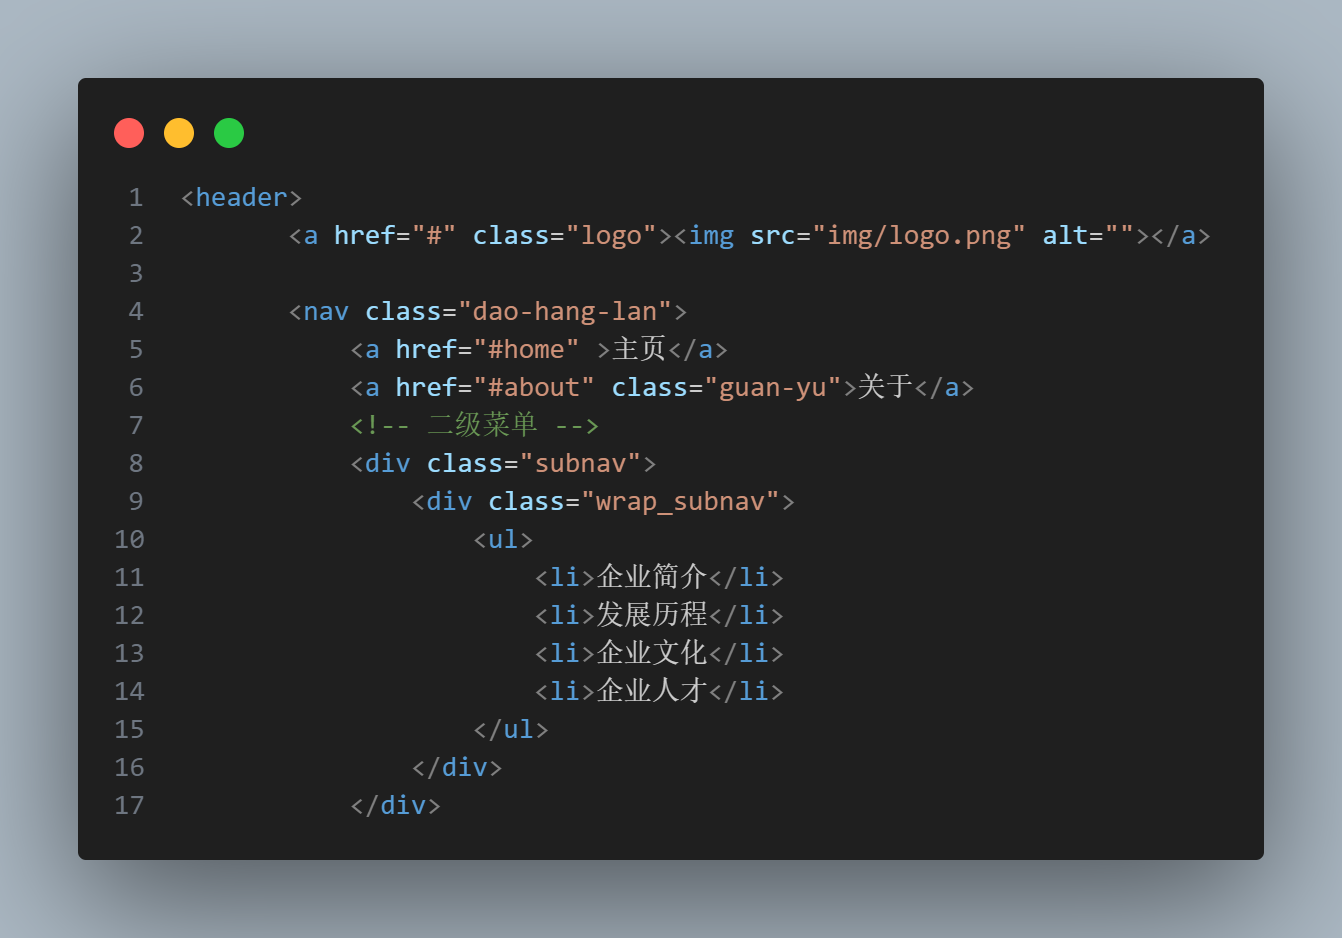 1 <header>
2 <a href="#" class="logo"><img src="img/logo.png" alt=""></a>
3
4 <nav class="dao-hang-lan">
5 <a href="#home" >主页</a>
6 <a href="#about" class="guan-yu">关于</a>
7 <!-- 二级菜单 -->
8 <div class="subnav">
9 <div class="wrap_subnav">
10 <ul>
11 <li>企业简介</li>
12 <li>发展历程</li>
13 <li>企业文化</li>
14 <li>企业人才</li>
15 </ul>
16 </div>
17 </div>